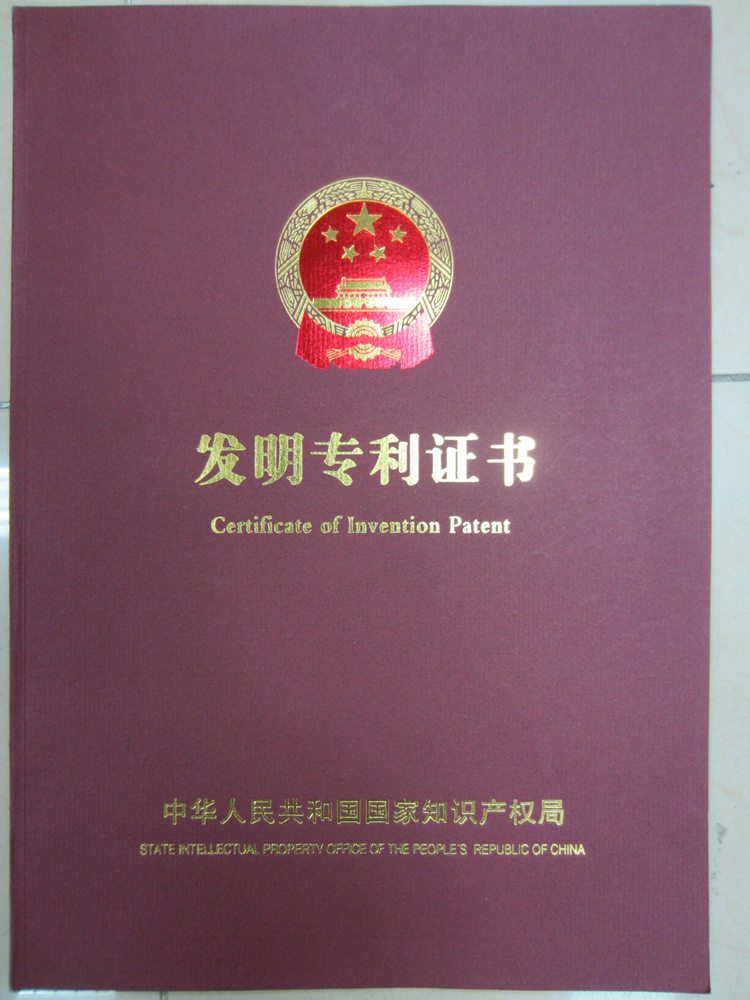 发明专利证书
Certificate of Invention Patent
中华人民共和国国家知识产权局
STATE INTELLECTUAL PROPERTY OFFICE OF THE PEOPLE'S REPUBLIC OF CHINA